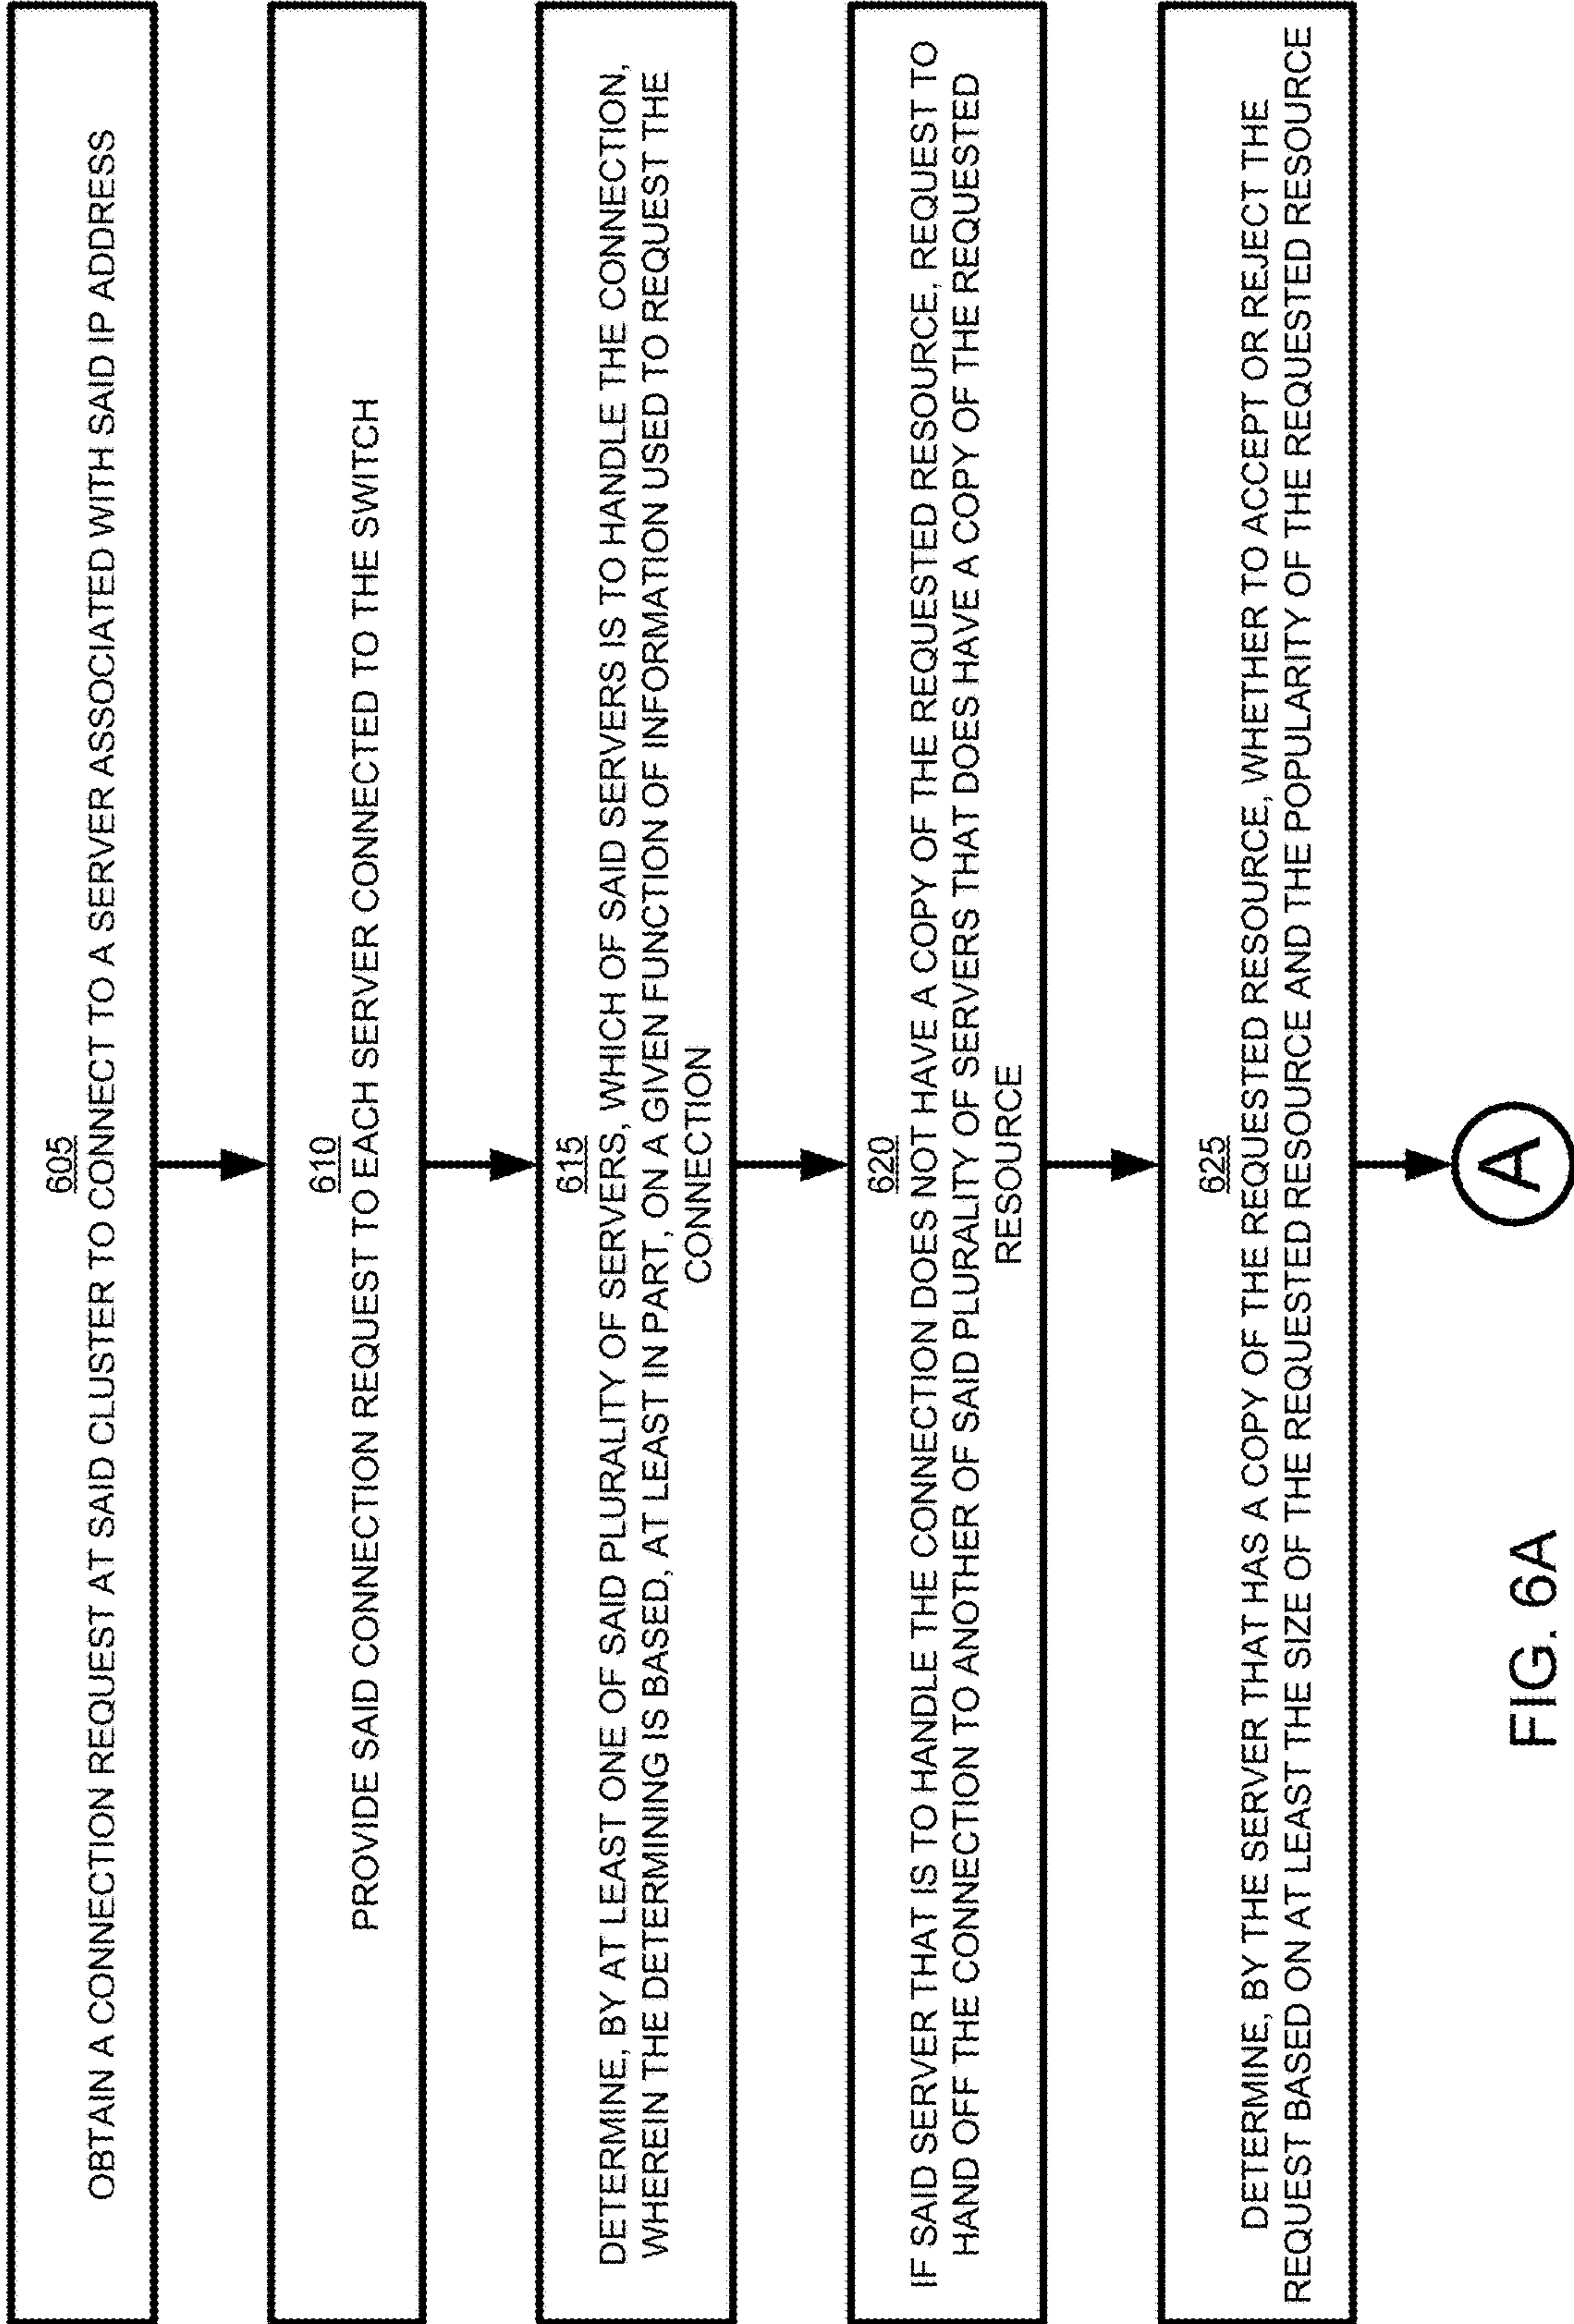 605
OBTAIN A CONNECTION REQUEST AT SAID CLUSTER TO CONNECT TO A SERVER ASSOCIATED WITH SAID IP ADDRESS
610
PROVIDE SAID CONNECTION REQUEST TO EACH SERVER CONNECTED TO THE SWITCH
615
DETERMINE, BY AT LEAST ONE OF SAID PLURALITY OF SERVERS, WHICH OF SAID SERVERS IS TO HANDLE THE CONNECTION,
WHEREIN THE DETERMINING IS BASED, AT LEAST IN PART, ON A GIVEN FUNCTION OF INFORMATION USED TO REQUEST THE
CONNECTION
620
IF SAID SERVER THAT IS TO HANDLE THE CONNECTION DOES NOT HAVE A COPY OF THE REQUESTED RESOURCE, REQUEST TO
HAND OFF THE CONNECTION TO ANOTHER OF SAID PLURALITY OF SERVERS THAT DOES HAVE A COPY OF THE REQUESTED
RESOURCE
625
DETERMINE, BY THE SERVER THAT HAS A COPY OF THE REQUESTED RESOURCE, WHETHER TO ACCEPT OR REJECT THE
REQUEST BASED ON AT LEAST THE SIZE OF THE REQUESTED RESOURCE AND THE POPULARITY OF THE REQUESTED RESOURCE
A
FIG. 6A